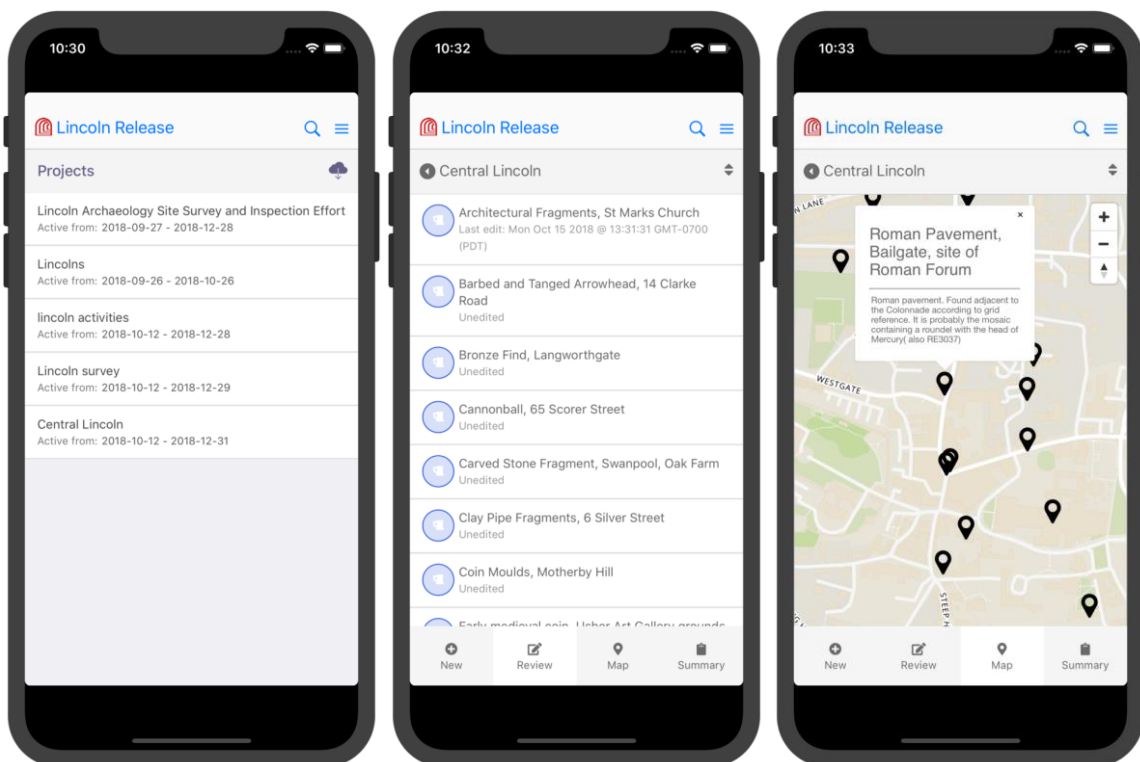 10:30
Lincoln Release
Projects
Lincoln Archaeology Site Survey and Inspection Effort
Active from: 2018-09-27 - 2018-12-28
Lincolns
Active from: 2018-09-26 - 2018-10-26
lincoln activities
Active from: 2018-10-12 - 2018-12-28
Lincoln survey
Active from: 2018-10-12 - 2018-12-29
Central Lincoln
Active from: 2018-10-12 - 2018-12-31
10:32
Lincoln Release
Central Lincoln
Architectural Fragments, St Marks Church
Last edit: Mon Oct 15 2018 @ 13:31:31 GMT-0700
(PDT)
Barbed and Tanged Arrowhead, 14 Clarke
Road
Unedited
Bronze Find, Langworthgate
Unedited
Cannonball, 65 Scorer Street
Unedited
Carved Stone Fragment, Swanpool, Oak Farm
Unedited
Clay Pipe Fragments, 6 Silver Street
Unedited
Coin Moulds, Motherby Hill
Unedited
Early medieval coin, Usher Art Gallery grounds
New
Review
Map
Summary
10:33
Lincoln Release
Central Lincoln
N LANE
×
Roman Pavement,
Bailgate, site of
Roman Forum
Roman pavement. Found adjacent to
the Colonnade according to grid
reference. It is probably the mosaic
containing a roundel with the head of
Mercury( also RE3037)
+
−
WESTGATE
STEEP H
New
Review
Map
Summary